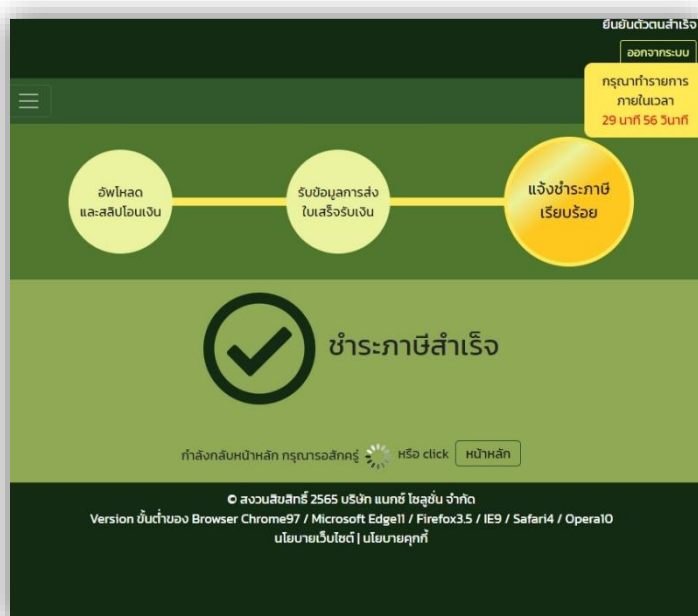 ยืนยันตัวตนสำเร็จ
ออกจากระบบ
กรุณาทำรายการ
ภายในเวลา
29 นาที 56 วินาที
อัพโหลด
และสลิปโอนเงิน
รับข้อมูลการส่ง
ใบเสร็จรับเงิน
แจ้งชำระภาษี
เรียบร้อย
ชำระภาษีสำเร็จ
กำลังกลับหน้าหลัก กรุณารอสักครู่ หรือ click หน้าหลัก
© สงวนสิขสิทธิ์ 2565 บริษัท แมกซ์ โซลูชั่น จำกัด
Version ขั้นต่ำของ Browser Chrome97 / Microsoft Edge11 / Firefox3.5 / IE9 / Safari4 / Opera10
นโยบายเว็บไซต์ | นโยบายคุกกี้